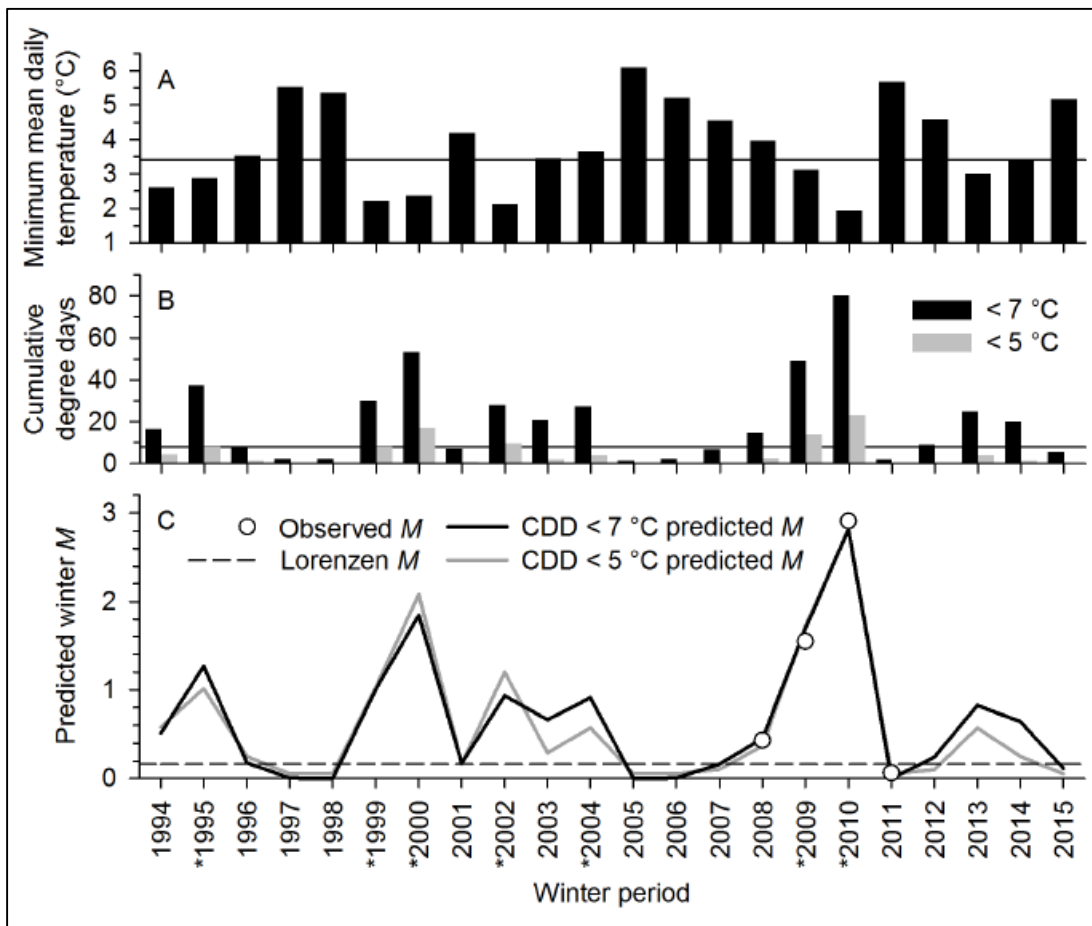 Minimum mean daily
temperature (°C)
A
6
5
4
3
2
1
Cumulative
degree days
B
80
60
40
20
0
< 7 °C
< 5 °C
Predicted winter M
C
3
2
1
0
Observed M
CDD < 7 °C predicted M
Lorenzen M
CDD < 5 °C predicted M
1994
*1995
1996
1997
1998
*1999
*2000
2001
*2002
2003
*2004
2005
2006
2007
2008
*2009
*2010
2011
2012
2013
2014
2015
Winter period